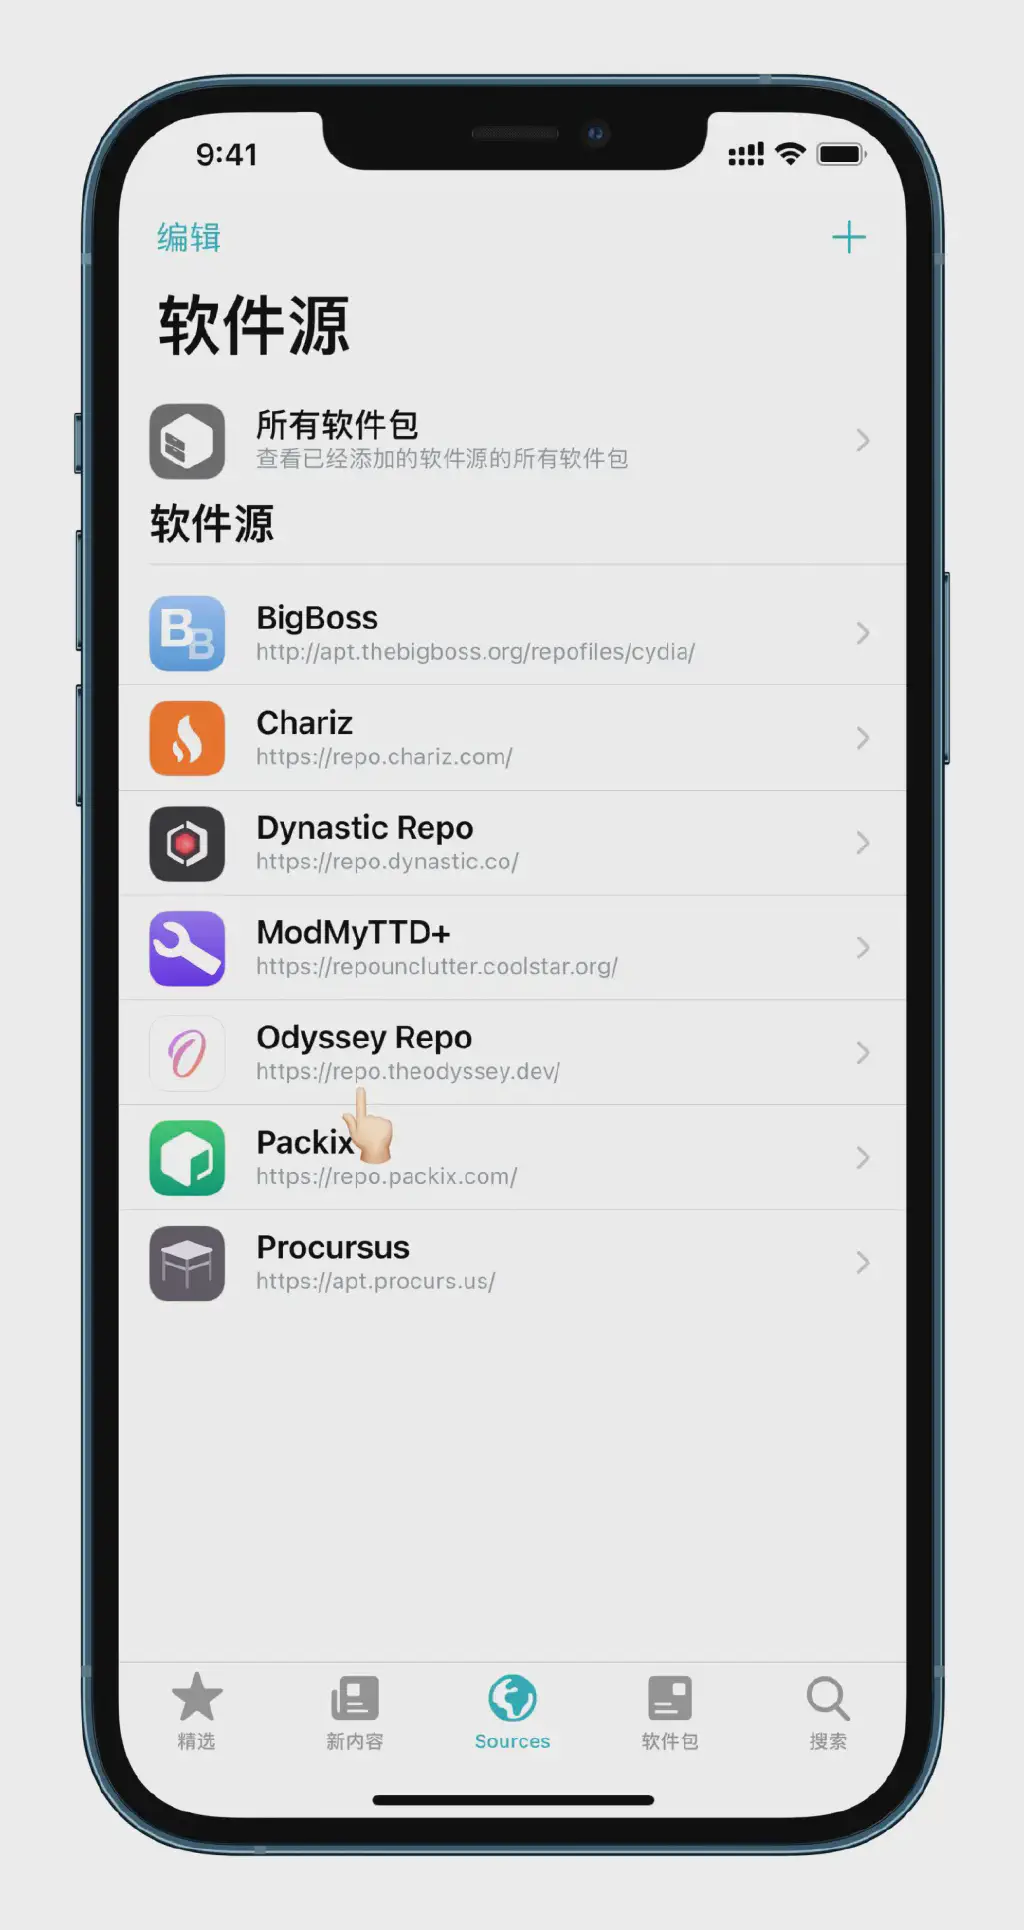 9:41
编辑
软件源
所有软件包
查看已经添加的软件源的所有软件包
软件源
BigBoss
http://apt.thebigboss.org/repofiles/cydia/
Chariz
https://repo.chariz.com/
Dynastic Repo
https://repo.dynastic.co/
ModMyTTD+
https://repounclutter.coolstar.org/
Odyssey Repo
https://repo.theodyssey.dev/
Packix
https://repo.packix.com/
Procursus
https://apt.procurs.us/
精选
新内容
Sources
软件包
搜索